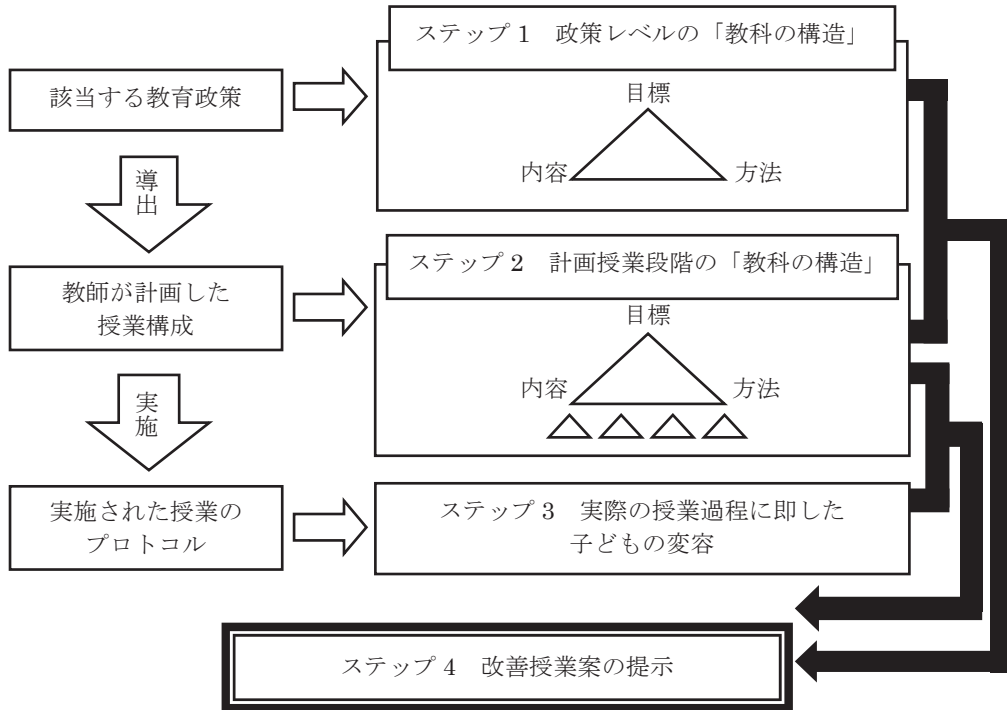 ステップ 1　政策レベルの「教科の構造」
該当する教育政策
目標
内容
方法
導出
ステップ 2　計画授業段階の「教科の構造」
教師が計画した
授業構成
目標
内容
方法
実施
実施された授業の
プロトコル
ステップ 3　実際の授業過程に即した
子どもの変容
ステップ 4　改善授業案の提示